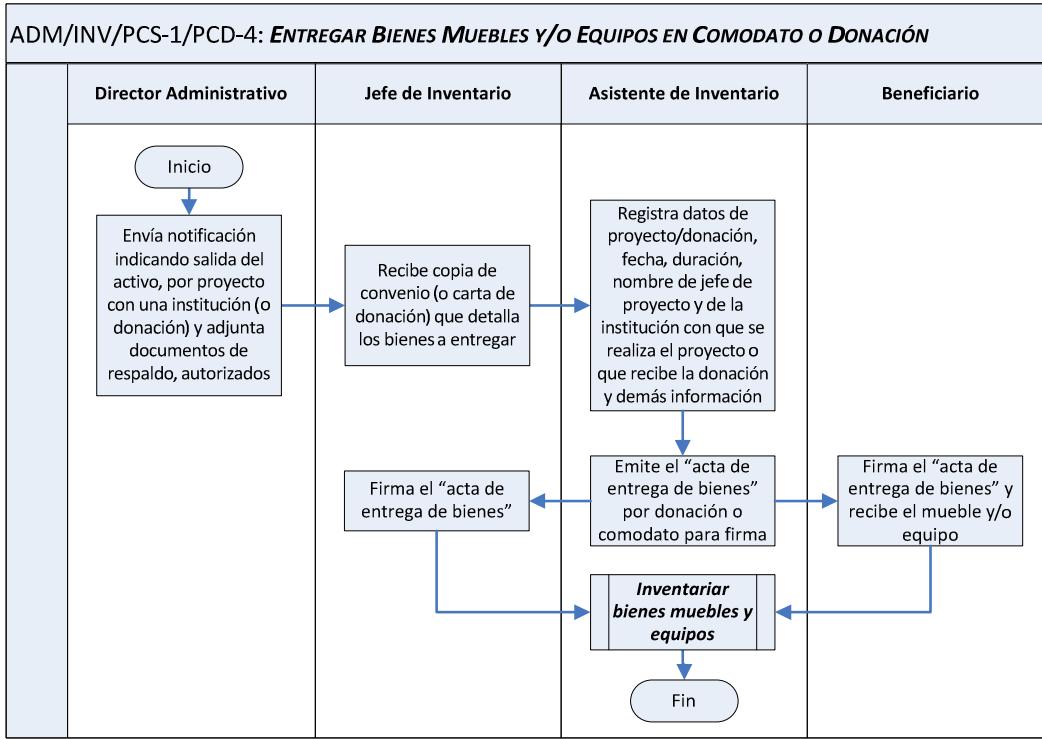 ADM/INV/PCS-1/PCD-4: ENTREGAR BIENES MUEBLES Y/O EQUIPOS EN COMODATO O DONACIÓN
Director Administrativo
Jefe de Inventario
Asistente de Inventario
Beneficiario
Inicio
Envía notificación
indicando salida del
activo, por proyecto
con una institución (o
donación) y adjunta
documentos de
respaldo, autorizados
Recibe copia de
convenio (o carta de
donación) que detalla
los bienes a entregar
Registra datos de
proyecto/donación,
fecha, duración,
nombre de jefe de
proyecto y de la
institución con que se
realiza el proyecto o
que recibe la donación
y demás información
Firma el “acta de
entrega de bienes”
Emite el “acta de
entrega de bienes”
por donación o
comodato para firma
Firma el “acta de
entrega de bienes” y
recibe el mueble y/o
equipo
Inventariar
bienes muebles y
equipos
Fin